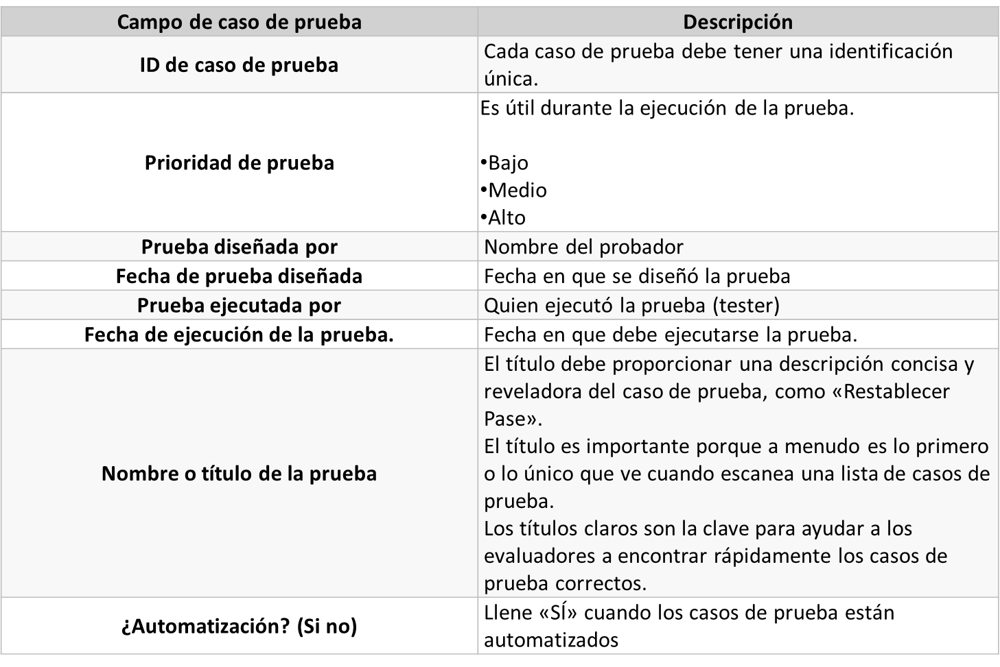 Campo de caso de prueba
Descripción
ID de caso de prueba
Cada caso de prueba debe tener una identificación
única.
Prioridad de prueba
Es útil durante la ejecución de la prueba.
•Bajo
•Medio
•Alto
Prueba diseñada por
Nombre del probador
Fecha de prueba diseñada
Fecha en que se diseñó la prueba
Prueba ejecutada por
Quien ejecutó la prueba (tester)
Fecha de ejecución de la prueba.
Fecha en que debe ejecutarse la prueba.
Nombre o título de la prueba
El título debe proporcionar una descripción concisa y
reveladora del caso de prueba, como «Restablecer
Pase».
El título es importante porque a menudo es lo primero
o lo único que ve cuando escanea una lista de casos de
prueba.
Los títulos claros son la clave para ayudar a los
evaluadores a encontrar rápidamente los casos de
prueba correctos.
¿Automatización? (Si no)
Llene «SÍ» cuando los casos de prueba están
automatizados